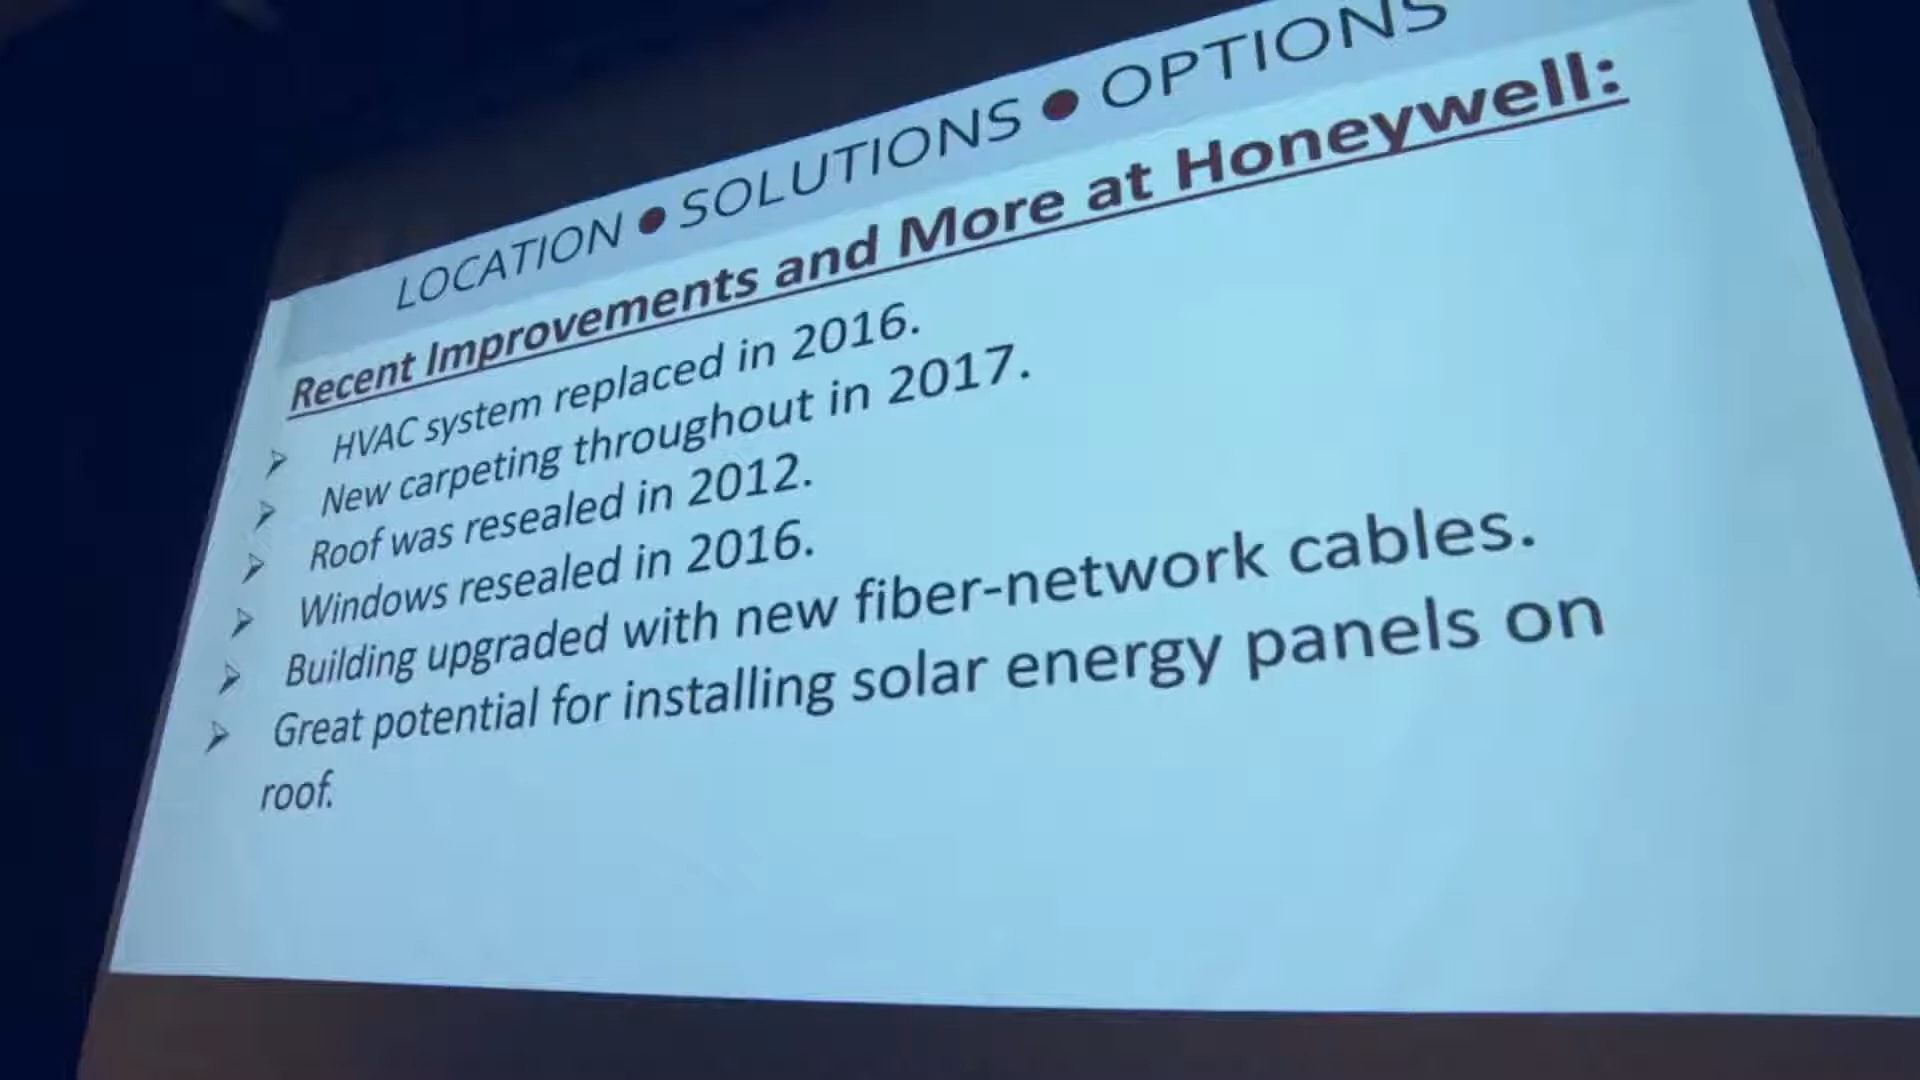 LOCATION ● SOLUTIONS ● OPTIONS
Recent Improvements and More at Honeywell:
➢ HVAC system replaced in 2016.
➢ New carpeting throughout in 2017.
➢ Roof was resealed in 2012.
➢ Windows resealed in 2016.
➢ Building upgraded with new fiber-network cables.
➢ Great potential for installing solar energy panels on
roof.